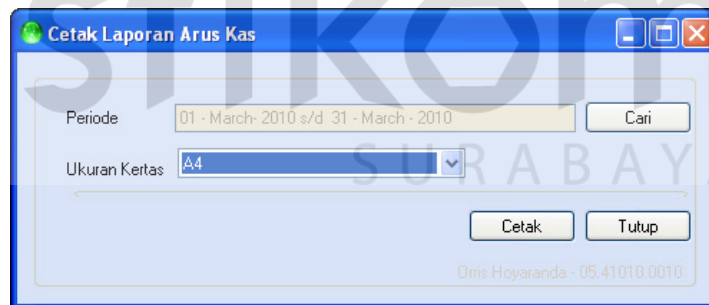 stikom
Cetak Laporan Arus Kas
Periode
01 - March- 2010 s/d 31 - March - 2010
Cari
Ukuran Kertas
A4
SURABAYA
Cetak
Tutup
Orris Hoyaranda - 05.41010.0010